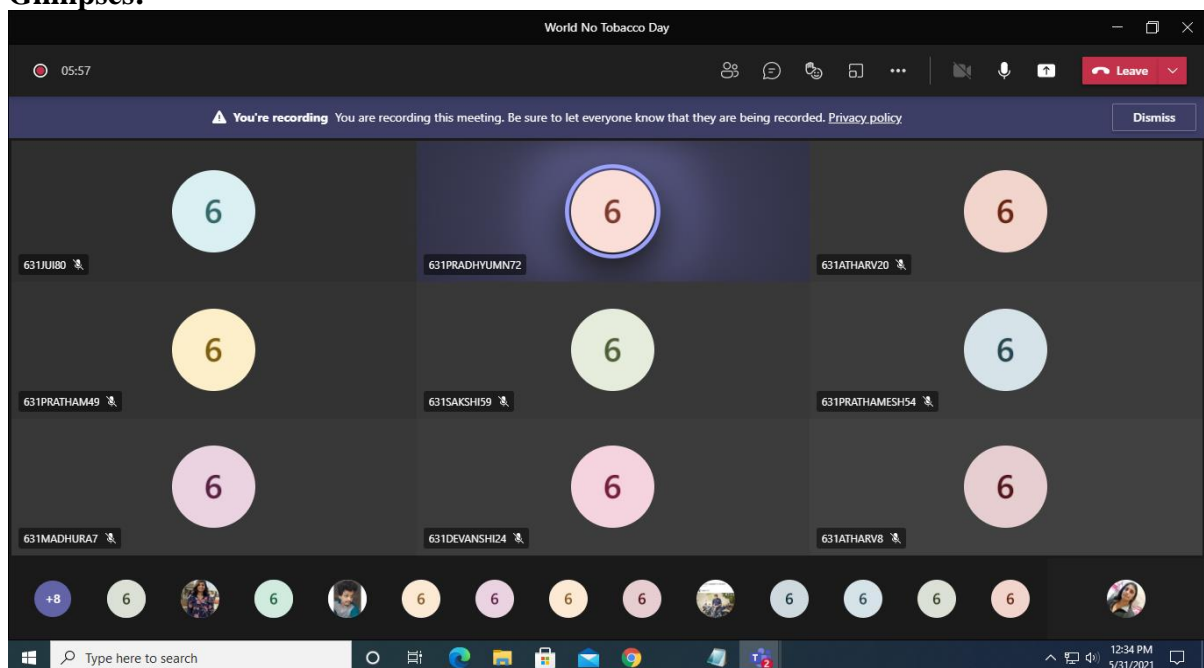 Glimpses:
World No Tobacco Day
05:57
Leave
You're recording You are recording this meeting. Be sure to let everyone know that they are being recorded. Privacy policy
Dismiss
6
6
6
631JUI80
631PRADHYUMN72
631ATHARV20
6
6
6
631PRATHAM49
631SAKSHI59
631PRATHAMESH54
6
6
6
631MADHURA7
631DEVANSHI24
631ATHARV8
+8 6 6 6 6 6 6 6 6 6 6
Type here to search
12:34 PM
5/31/2021